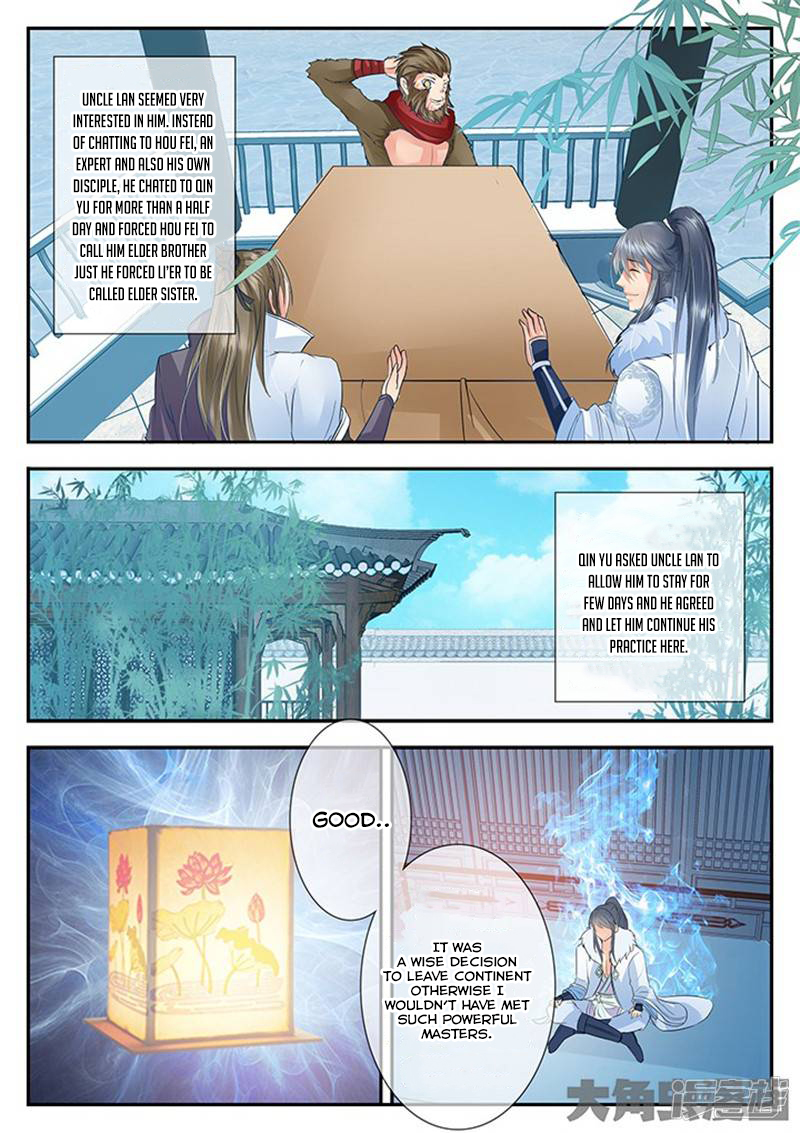 UNCLE LAN SEEMED VERY
INTERESTED IN HIM. INSTEAD
OF CHATTING TO HOU FEI, AN
EXPERT AND ALSO HIS OWN
DISCIPLE, HE CHATED TO QIN
YU FOR MORE THAN A HALF
DAY AND FORCED HOU FEI TO
CALL HIM ELDER BROTHER
JUST HE FORCED LI'ER TO BE
CALLED ELDER SISTER.
QIN YU ASKED UNCLE LAN TO
ALLOW HIM TO STAY FOR
FEW DAYS AND HE AGREED
AND LET HIM CONTINUE HIS
PRACTICE HERE.
GOOD..
IT WAS
A WISE DECISION
TO LEAVE CONTINENT
OTHERWISE I
WOULDN'T HAVE MET
SUCH POWERFUL
MASTERS.
大角虫漫客栈